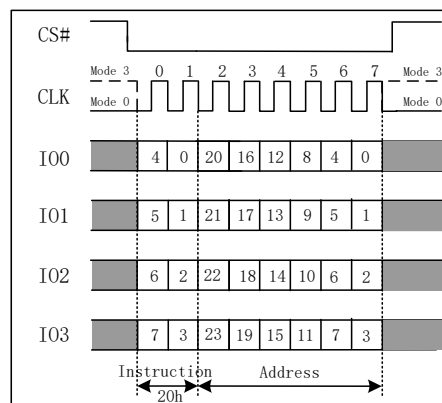 CS#
Mode 3 0 1 2 3 4 5 6 7 Mode 3
CLK
Mode 0 Mode 0
IO0 4 0 20 16 12 8 4 0
IO1 5 1 21 17 13 9 5 1
IO2 6 2 22 18 14 10 6 2
IO3 7 3 23 19 15 11 7 3
Instruction Address
20h